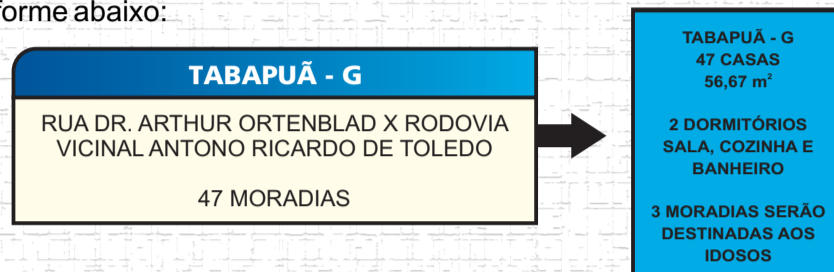 forme abaixo:
TABAPUÃ - G
RUA DR. ARTHUR ORTENBLAD X RODOVIA
VICINAL ANTONO RICARDO DE TOLEDO
47 MORADIAS
TABAPUÃ - G
47 CASAS
56,67 m²
2 DORMITÓRIOS
SALA, COZINHA E
BANHEIRO
3 MORADIAS SERÃO
DESTINADAS AOS
IDOSOS